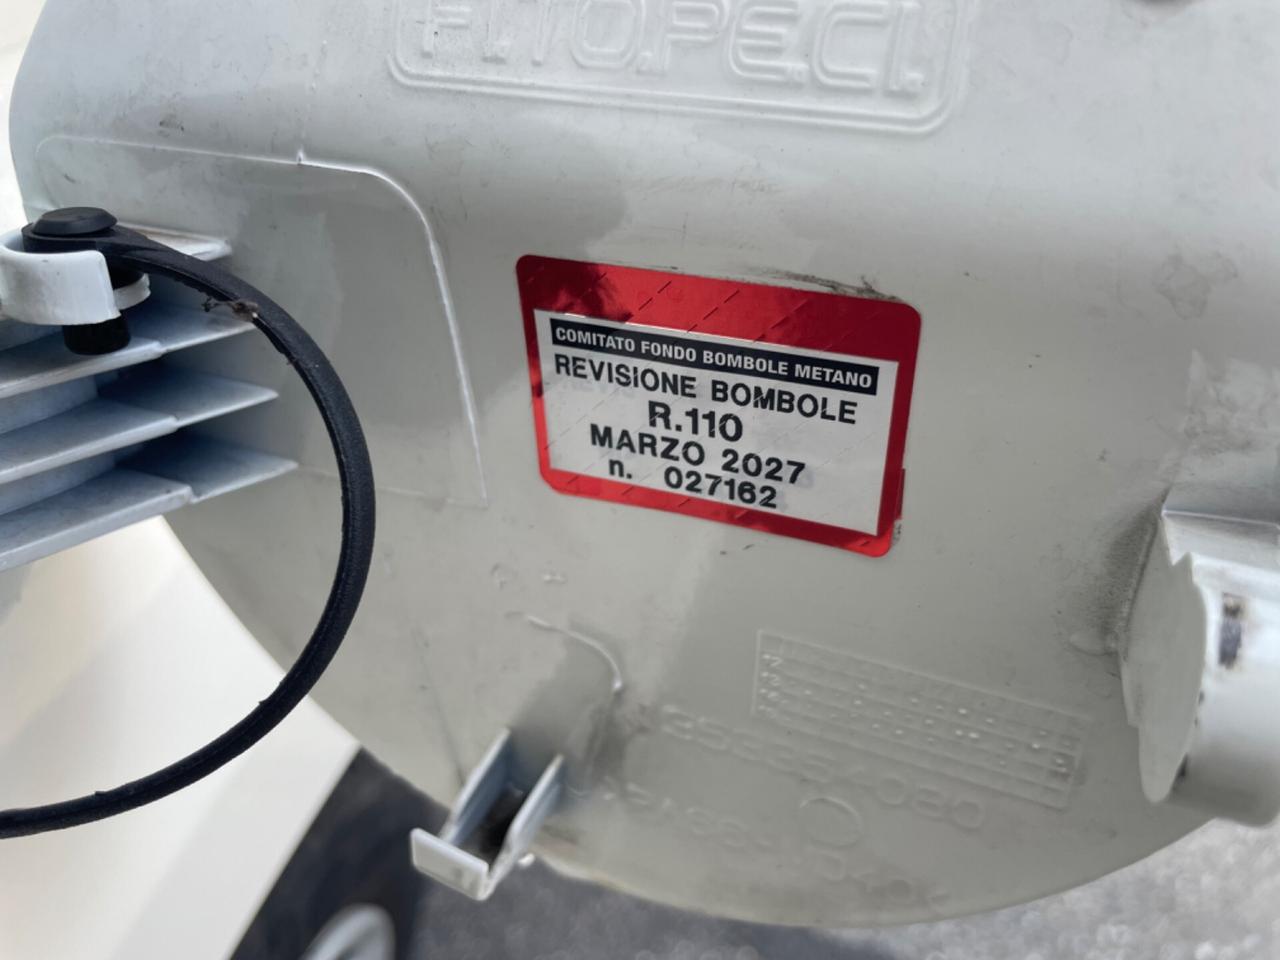 F.I.T.O.P.E.C.I.
COMITATO FONDO BOMBOLE METANO
REVISIONE BOMBOLE
R.110
MARZO 2027
n. 027162